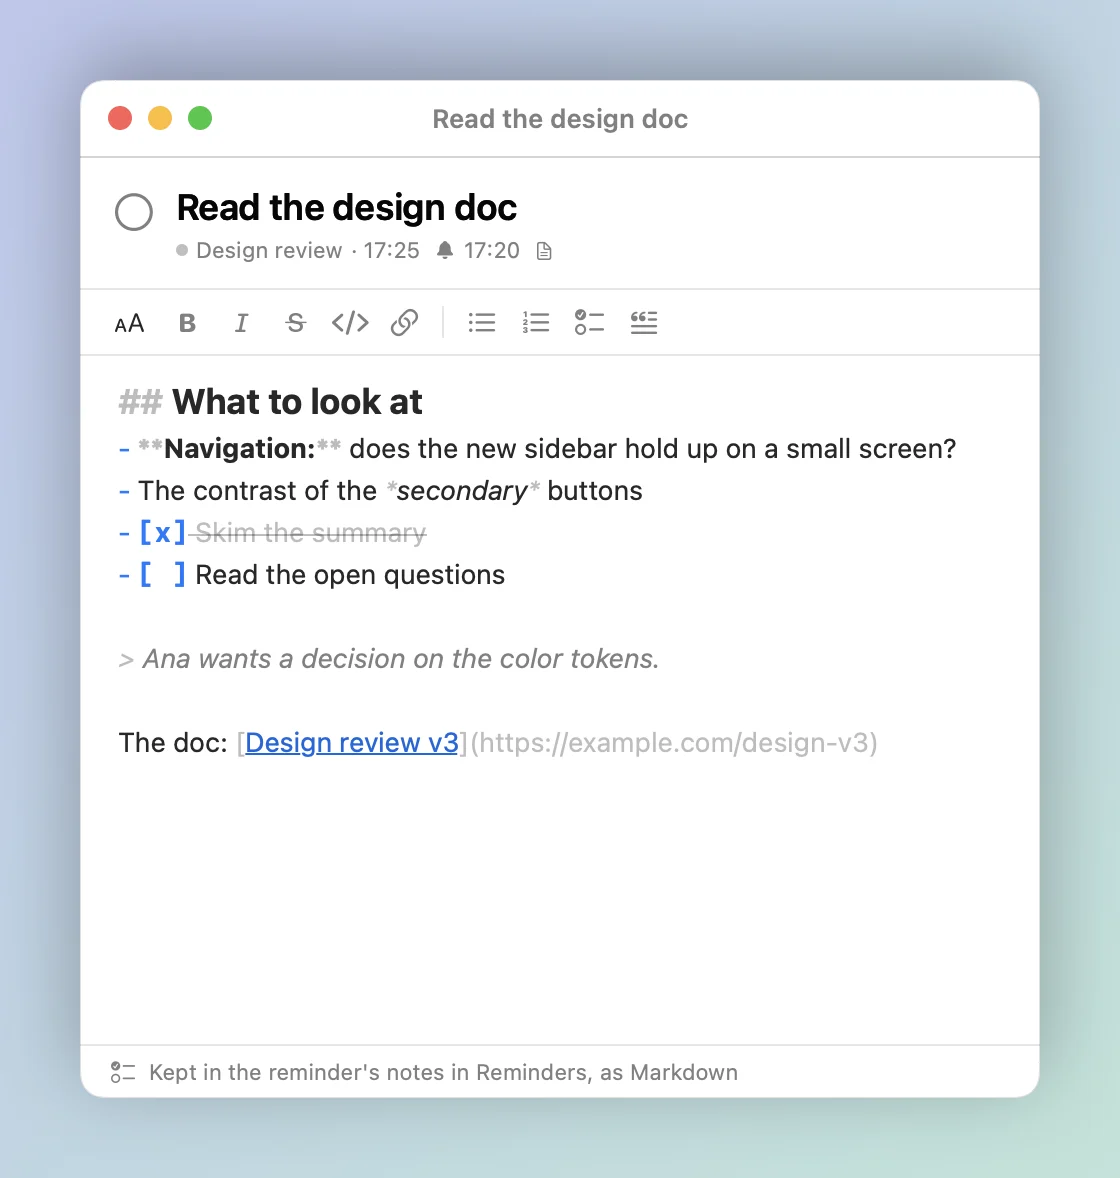 Read the design doc
Read the design doc
Design review · 17:25 17:20
AA B I S </>
## What to look at
- **Navigation:** does the new sidebar hold up on a small screen?
- The contrast of the *secondary* buttons
- [x] Skim the summary
- [ ] Read the open questions
> Ana wants a decision on the color tokens.
The doc: [Design review v3](https://example.com/design-v3)
Kept in the reminder's notes in Reminders, as Markdown